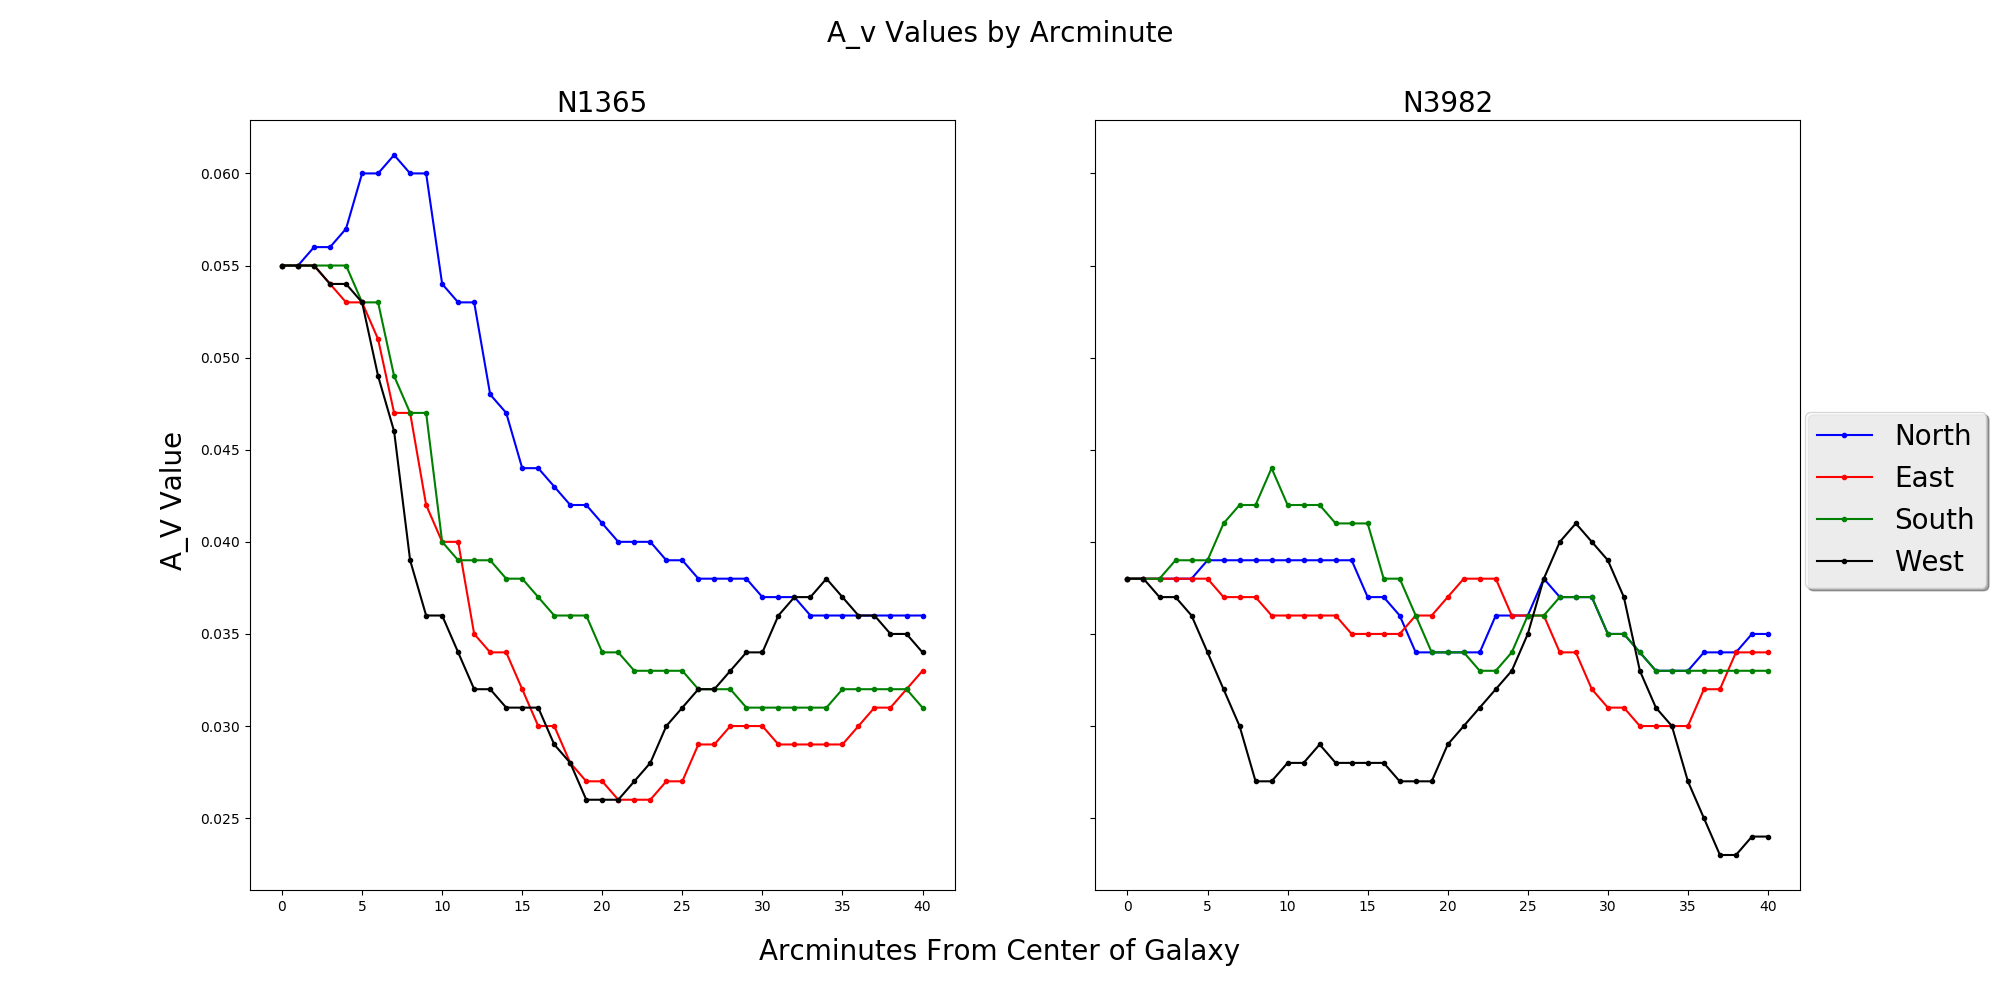 A_v Values by Arcminute
N1365
N3982
0.060
0.055
0.050
0.045
0.040
0.035
0.030
0.025
A_V Value
0 5 10 15 20 25 30 35 40
0 5 10 15 20 25 30 35 40
Arcminutes From Center of Galaxy
North
East
South
West